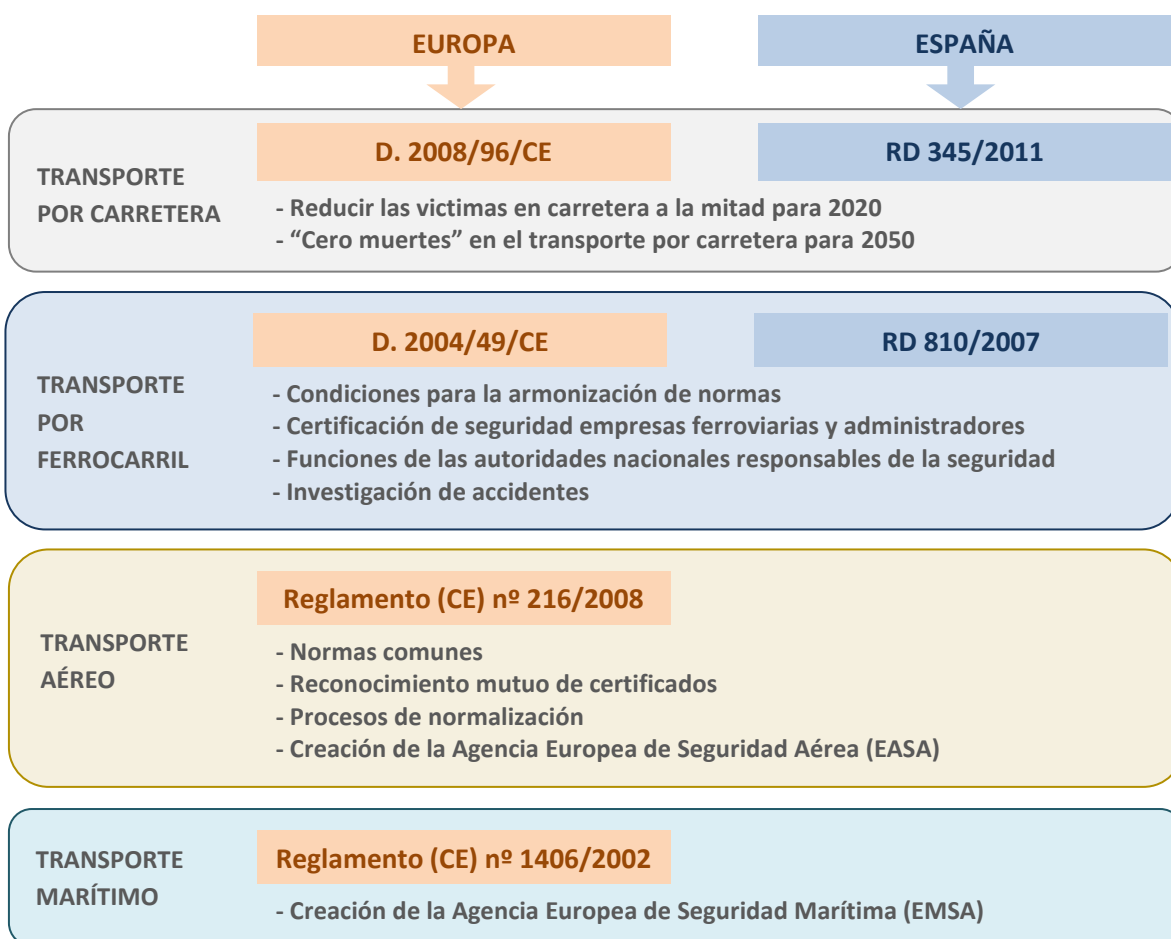 EUROPA
ESPAÑA
TRANSPORTE
POR CARRETERA
D. 2008/96/CE
RD 345/2011
- Reducir las victimas en carretera a la mitad para 2020
- “Cero muertes” en el transporte por carretera para 2050
TRANSPORTE
POR
FERROCARRIL
D. 2004/49/CE
RD 810/2007
- Condiciones para la armonización de normas
- Certificación de seguridad empresas ferroviarias y administradores
- Funciones de las autoridades nacionales responsables de la seguridad
- Investigación de accidentes
TRANSPORTE
AÉREO
Reglamento (CE) nº 216/2008
- Normas comunes
- Reconocimiento mutuo de certificados
- Procesos de normalización
- Creación de la Agencia Europea de Seguridad Aérea (EASA)
TRANSPORTE
MARÍTIMO
Reglamento (CE) nº 1406/2002
- Creación de la Agencia Europea de Seguridad Marítima (EMSA)